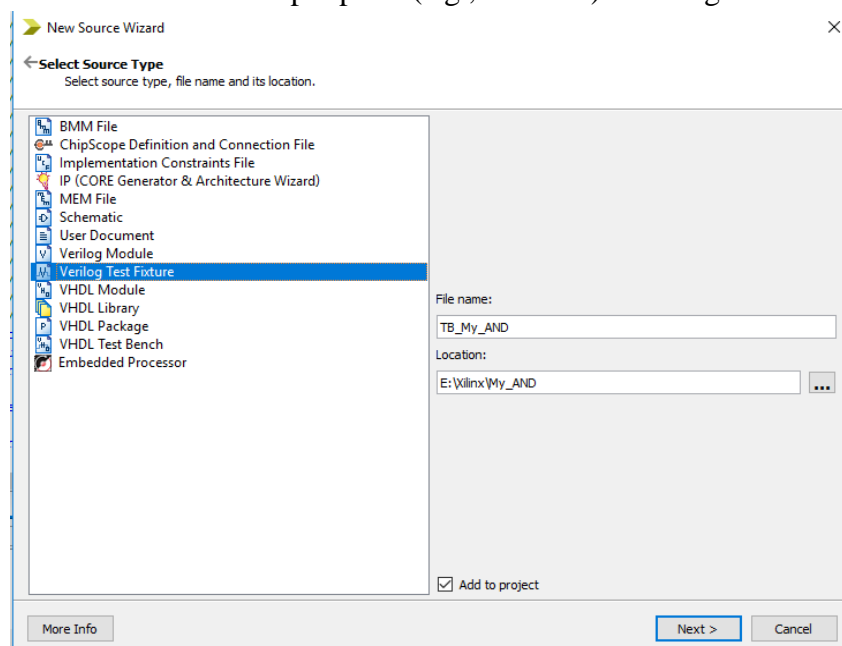 New Source Wizard
Select Source Type
Select source type, file name and its location.
BMM File
ChipScope Definition and Connection File
Implementation Constraints File
IP (CORE Generator & Architecture Wizard)
MEM File
Schematic
User Document
Verilog Module
Verilog Test Fixture
VHDL Module
VHDL Library
VHDL Package
VHDL Test Bench
Embedded Processor
File name:
TB_My_AND
Location:
E:\Xilinx\My_AND
...
Add to project
More Info
Next >
Cancel